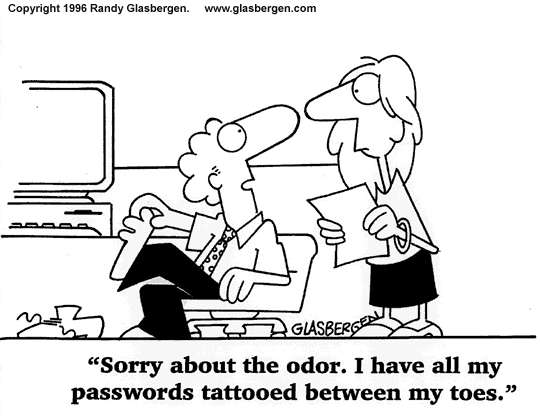 Copyright 1996 Randy Glasbergen. www.glasbergen.com
GLASBERGEN
“Sorry about the odor. I have all my
passwords tattooed between my toes.”